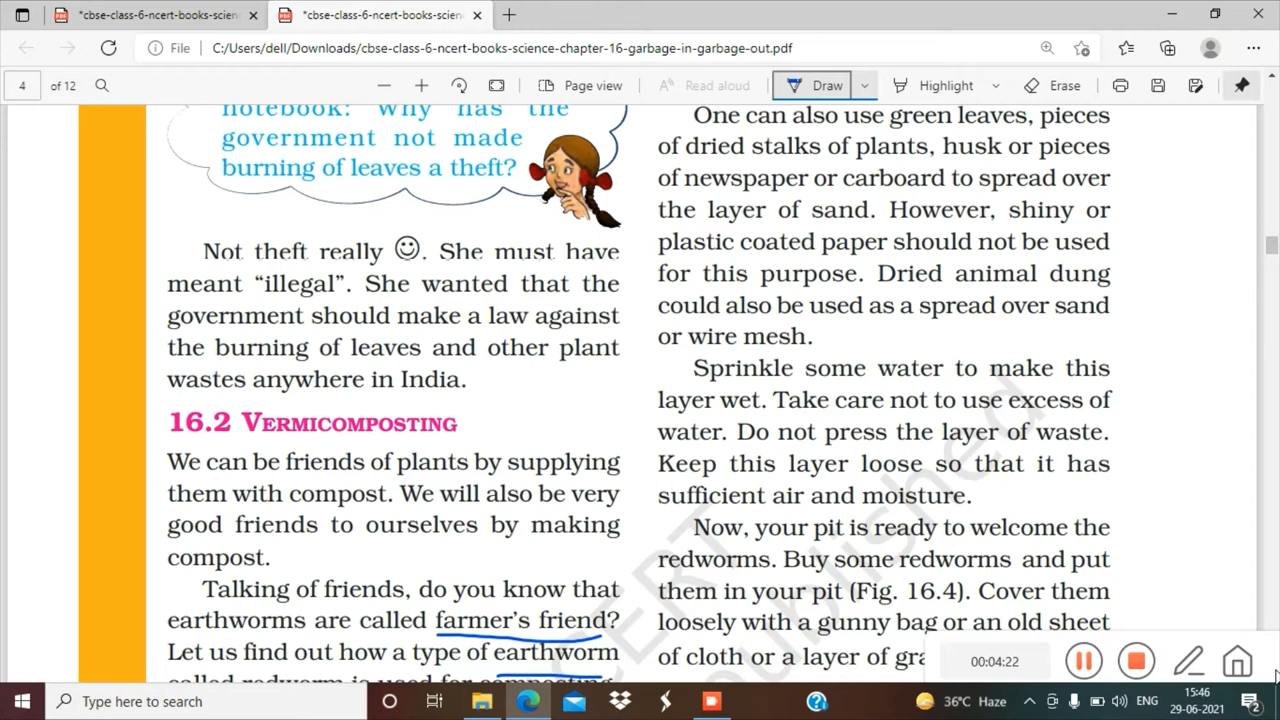 *cbse-class-6-ncert-books-scien
*cbse-class-6-ncert-books-scien
File
C:/Users/dell/Downloads/cbse-class-6-ncert-books-science-chapter-16-garbage-in-garbage-out.pdf
4 of 12
Page view
Read aloud
Draw
Highlight
Erase
notebook: Why has the
government not made
burning of leaves a theft?
Not theft really ☺. She must have
meant “illegal”. She wanted that the
government should make a law against
the burning of leaves and other plant
wastes anywhere in India.
16.2 VERMICOMPOSTING
We can be friends of plants by supplying
them with compost. We will also be very
good friends to ourselves by making
compost.
Talking of friends, do you know that
earthworms are called farmer’s friend?
Let us find out how a type of earthworm
called redworm is used for composting.
One can also use green leaves, pieces
of dried stalks of plants, husk or pieces
of newspaper or carboard to spread over
the layer of sand. However, shiny or
plastic coated paper should not be used
for this purpose. Dried animal dung
could also be used as a spread over sand
or wire mesh.
Sprinkle some water to make this
layer wet. Take care not to use excess of
water. Do not press the layer of waste.
Keep this layer loose so that it has
sufficient air and moisture.
Now, your pit is ready to welcome the
redworms. Buy some redworms and put
them in your pit (Fig. 16.4). Cover them
loosely with a gunny bag or an old sheet
of cloth or a layer of gra
NCERT
published
00:04:22
Type here to search
36°C Haze
ENG
15:46
29-06-2021
2